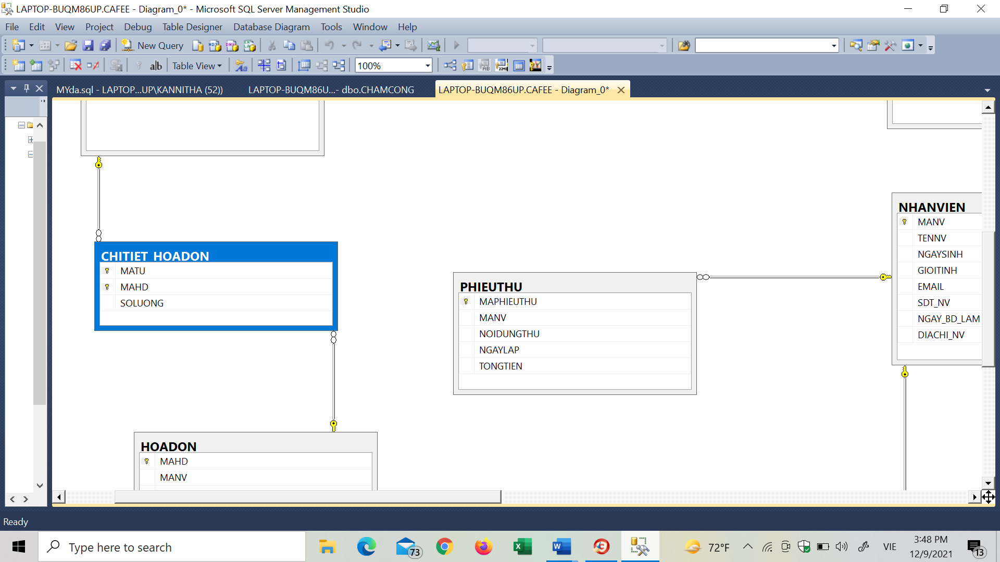 LAPTOP-BUQM86UP.CAFEE - Diagram_0* - Microsoft SQL Server Management Studio
File Edit View Project Debug Table Designer Database Diagram Tools Window Help
New Query
Table View 100%
MYda.sql - LAPTOP...UP\KANNITHA (52)) LAPTOP-BUQM86U...- dbo.CHAMCONG LAPTOP-BUQM86UP.CAFEE - Diagram_0*
CHITIET HOADON
MATU
MAHD
SOLUONG
PHIEUTHU
MAPHIEUTHU
MANV
NOIDUNGTHU
NGAYLAP
TONGTIEN
NHANVIEN
MANV
TENNV
NGAYSINH
GIOITINH
EMAIL
SDT_NV
NGAY_BD_LAM
DIACHI_NV
HOADON
MAHD
MANV
Ready
Type here to search
73
72°F
VIE
3:48 PM
12/9/2021
13